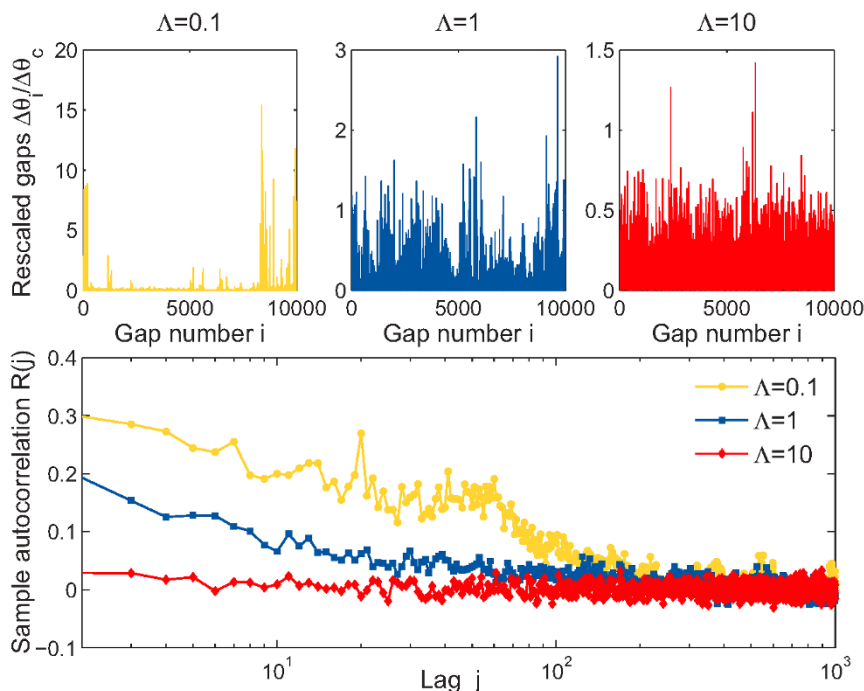 Λ=0.1
Λ=1
Λ=10
Rescaled gaps Δθi/Δθc
20
15
10
5
0
0
5000
10000
Gap number i
3
2
1
0
0
5000
10000
Gap number i
1.5
1
0.5
0
0
5000
10000
Gap number i
Sample autocorrelation R(j)
0.4
0.3
0.2
0.1
0
−0.1
Λ=0.1
Λ=1
Λ=10
10¹
10²
10³
Lag j